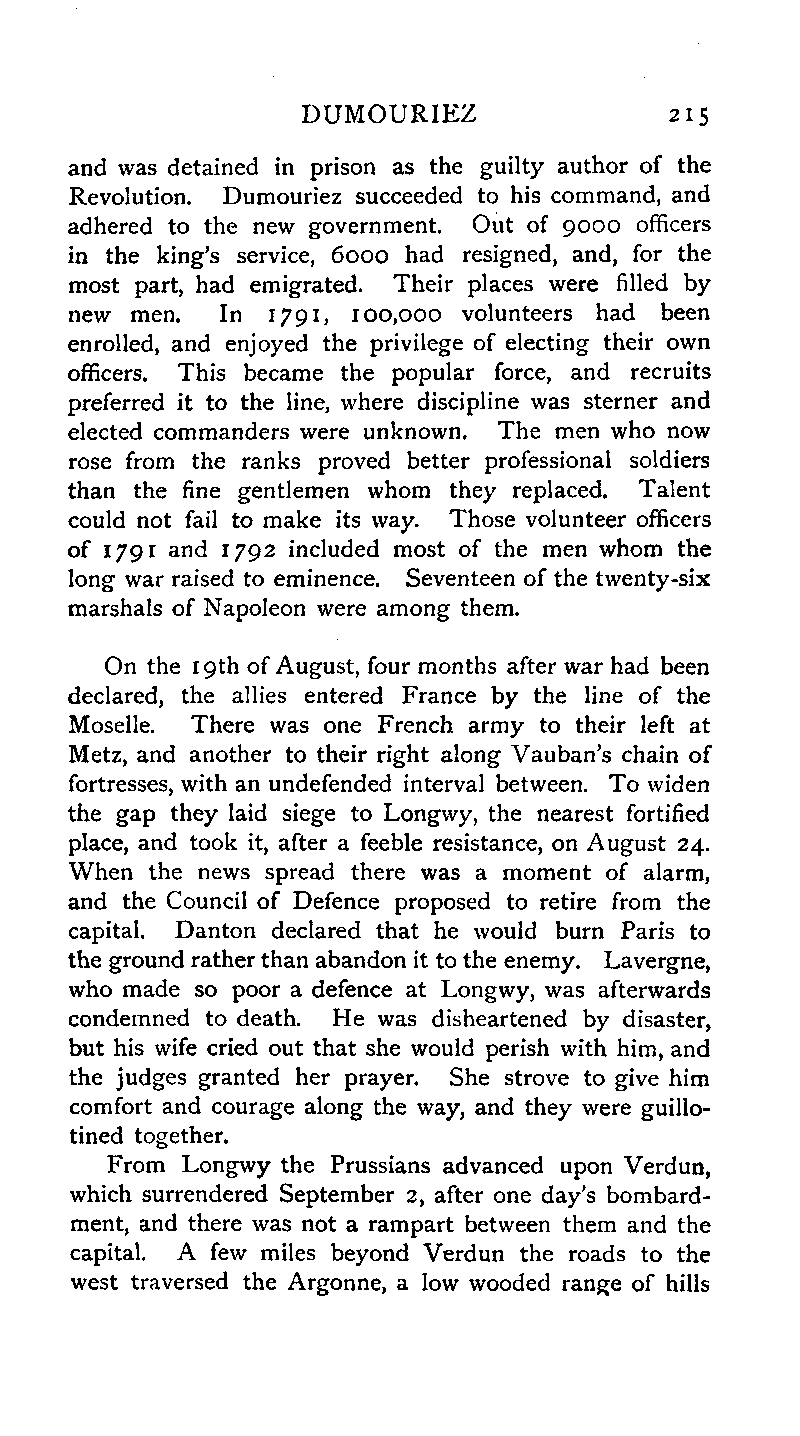 DUMOURIEZ 215
and was detained in prison as the guilty author of the
Revolution. Dumouriez succeeded to his command, and
adhered to the new government. Out of 9000 officers
in the king's service, 6000 had resigned, and, for the
most part, had emigrated. Their places were filled by
new men. In 1791, 100,000 volunteers had been
enrolled, and enjoyed the privilege of electing their own
officers. This became the popular force, and recruits
preferred it to the line, where discipline was sterner and
elected commanders were unknown. The men who now
rose from the ranks proved better professional soldiers
than the fine gentlemen whom they replaced. Talent
could not fail to make its way. Those volunteer officers
of 1791 and 1792 included most of the men whom the
long war raised to eminence. Seventeen of the twenty-six
marshals of Napoleon were among them.
On the 19th of August, four months after war had been
declared, the allies entered France by the line of the
Moselle. There was one French army to their left at
Metz, and another to their right along Vauban's chain of
fortresses, with an undefended interval between. To widen
the gap they laid siege to Longwy, the nearest fortified
place, and took it, after a feeble resistance, on August 24.
When the news spread there was a moment of alarm,
and the Council of Defence proposed to retire from the
capital. Danton declared that he would burn Paris to
the ground rather than abandon it to the enemy. Lavergne,
who made so poor a defence at Longwy, was afterwards
condemned to death. He was disheartened by disaster,
but his wife cried out that she would perish with him, and
the judges granted her prayer. She strove to give him
comfort and courage along the way, and they were guillo-
tined together.
From Longwy the Prussians advanced upon Verdun,
which surrendered September 2, after one day's bombard-
ment, and there was not a rampart between them and the
capital. A few miles beyond Verdun the roads to the
west traversed the Argonne, a low wooded range of hills